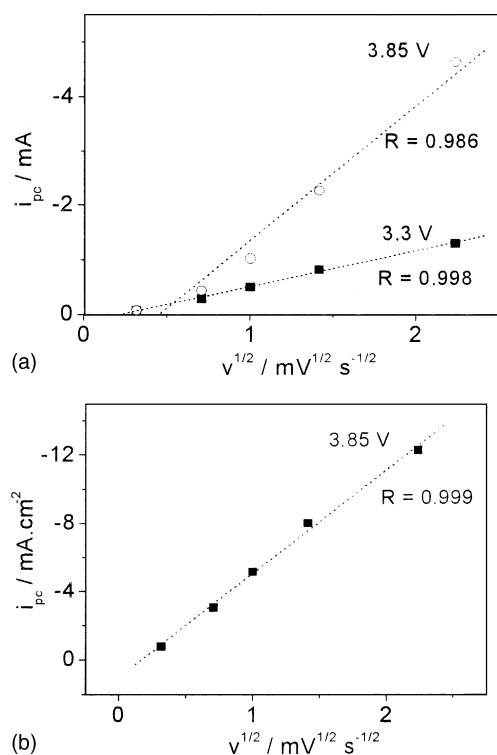 3.85 V
-4
R = 0.986
i_pc / mA
-2
3.3 V
R = 0.998
0
0 1 2
(a) v^1/2 / mV^1/2 s^-1/2
3.85 V
-12
R = 0.999
i_pc / mA.cm^-2
-8
-4
0
0 1 2
(b) v^1/2 / mV^1/2 s^-1/2